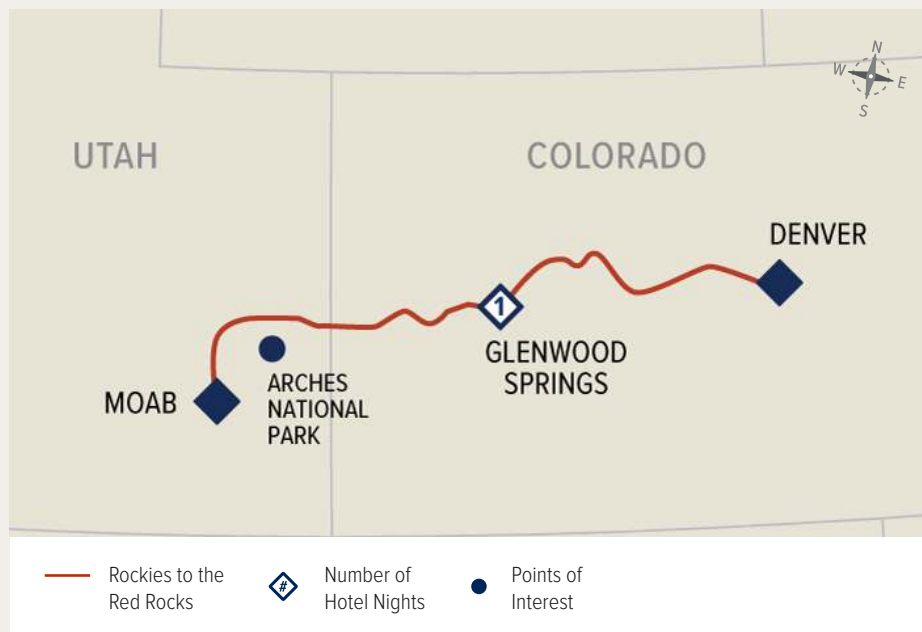 N
W
E
S
UTAH
COLORADO
DENVER
1
GLENWOOD
SPRINGS
MOAB
ARCHES
NATIONAL
PARK
Rockies to the
Red Rocks
#
Number of
Hotel Nights
Points of
Interest